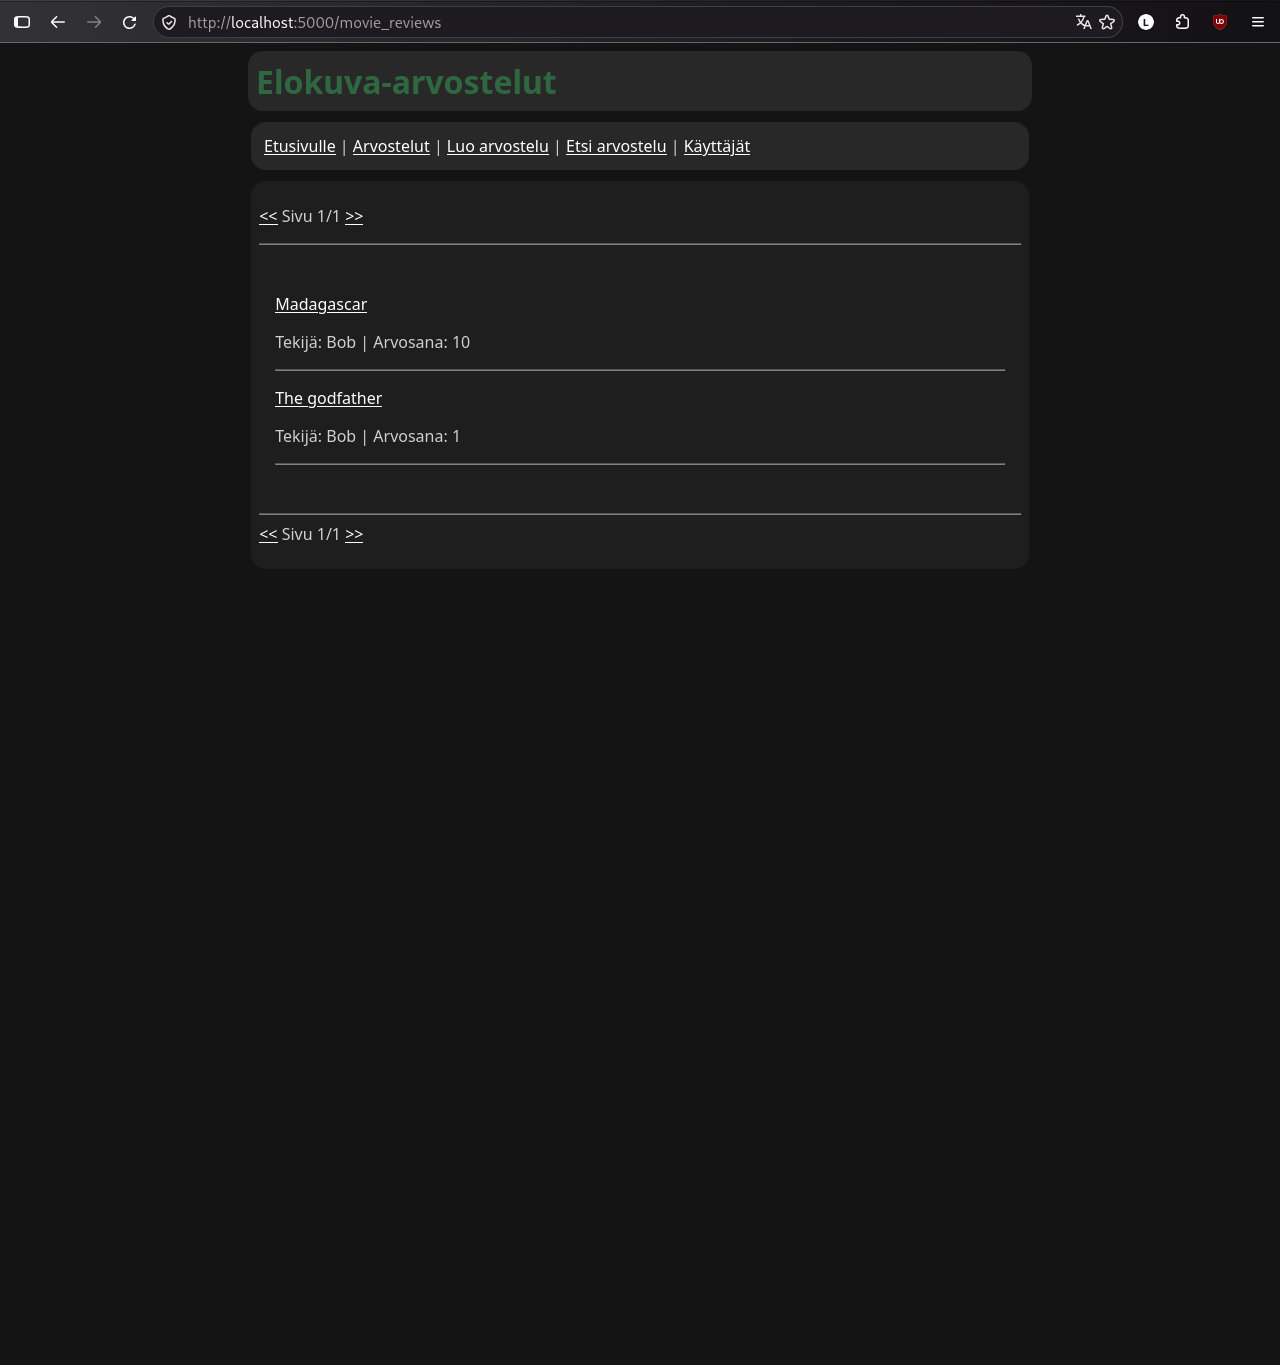 http://localhost:5000/movie_reviews
L
Elokuva-arvostelut
Etusivulle | Arvostelut | Luo arvostelu | Etsi arvostelu | Käyttäjät
<< Sivu 1/1 >>
Madagascar
Tekijä: Bob | Arvosana: 10
The godfather
Tekijä: Bob | Arvosana: 1
<< Sivu 1/1 >>